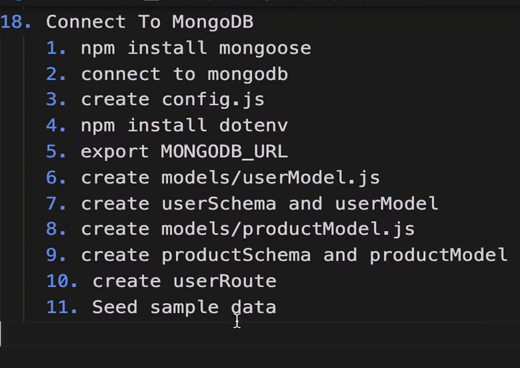 18. Connect To MongoDB
1. npm install mongoose
2. connect to mongodb
3. create config.js
4. npm install dotenv
5. export MONGODB_URL
6. create models/userModel.js
7. create userSchema and userModel
8. create models/productModel.js
9. create productSchema and productModel
10. create userRoute
11. Seed sample data